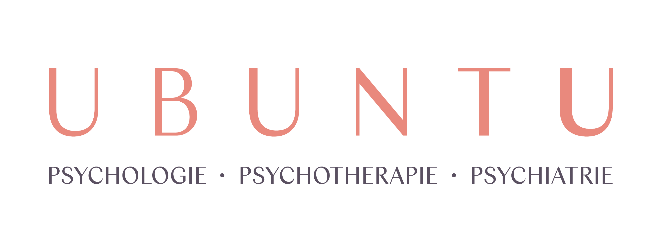 UBUNTU
PSYCHOLOGIE · PSYCHOTHERAPIE · PSYCHIATRIE